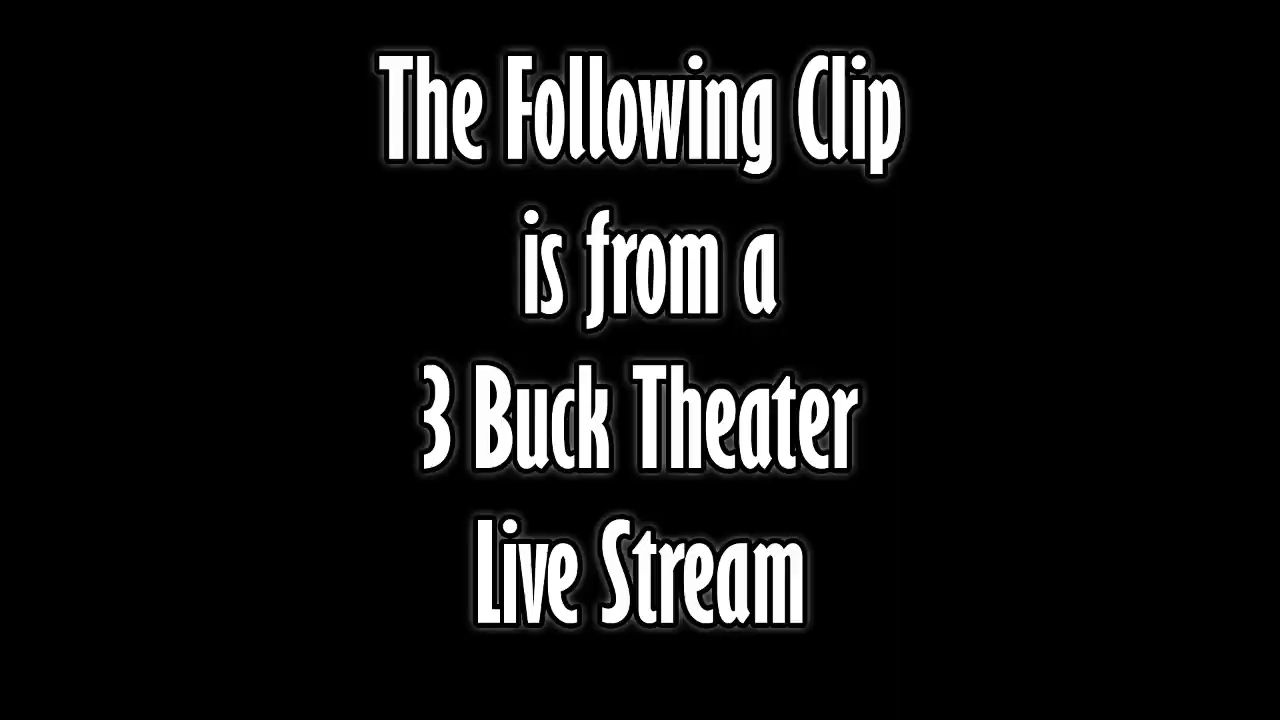 The Following Clip
is from a
3 Buck Theater
Live Stream